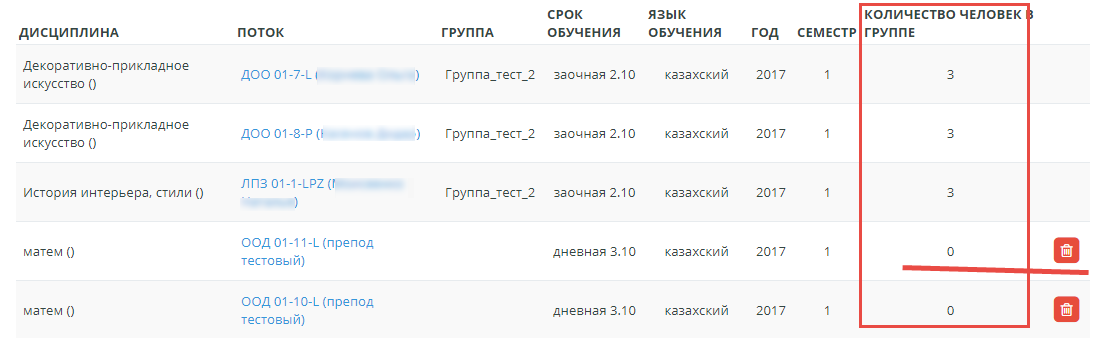 ДИСЦИПЛИНА ПОТОК ГРУППА СРОК ОБУЧЕНИЯ ЯЗЫК ОБУЧЕНИЯ ГОД СЕМЕСТР КОЛИЧЕСТВО ЧЕЛОВЕК В ГРУППЕ
Декоративно-прикладное
искусство () ДОО 01-7-L ( ) Группа_тест_2 заочная 2.10 казахский 2017 1 3
Декоративно-прикладное
искусство () ДОО 01-8-P ( ) Группа_тест_2 заочная 2.10 казахский 2017 1 3
История интерьера, стили () ЛПЗ 01-1-LPZ ( ) Группа_тест_2 заочная 2.10 казахский 2017 1 3
матем () ООД 01-11-L (препод
тестовый) дневная 3.10 казахский 2017 1 0
матем () ООД 01-10-L (препод
тестовый) дневная 3.10 казахский 2017 1 0